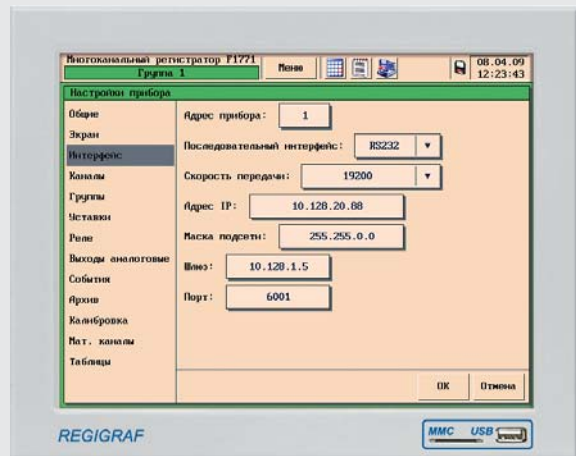 Многоканальный регистратор F1771
Группа 1
Меню
08.04.09
12:23:43
Настройки прибора
Общие
Экран
Интерфейс
Каналы
Группы
Уставки
Реле
Выходы аналоговые
События
Архив
Калибровка
Мат. каналы
Таблицы
Адрес прибора: 1
Последовательный интерфейс: RS232
Скорость передачи: 19200
Адрес IP: 10.128.20.88
Маска подсети: 255.255.0.0
Шлюз: 10.128.1.5
Порт: 6001
OK Отмена
REGIGRAF
MMC USB